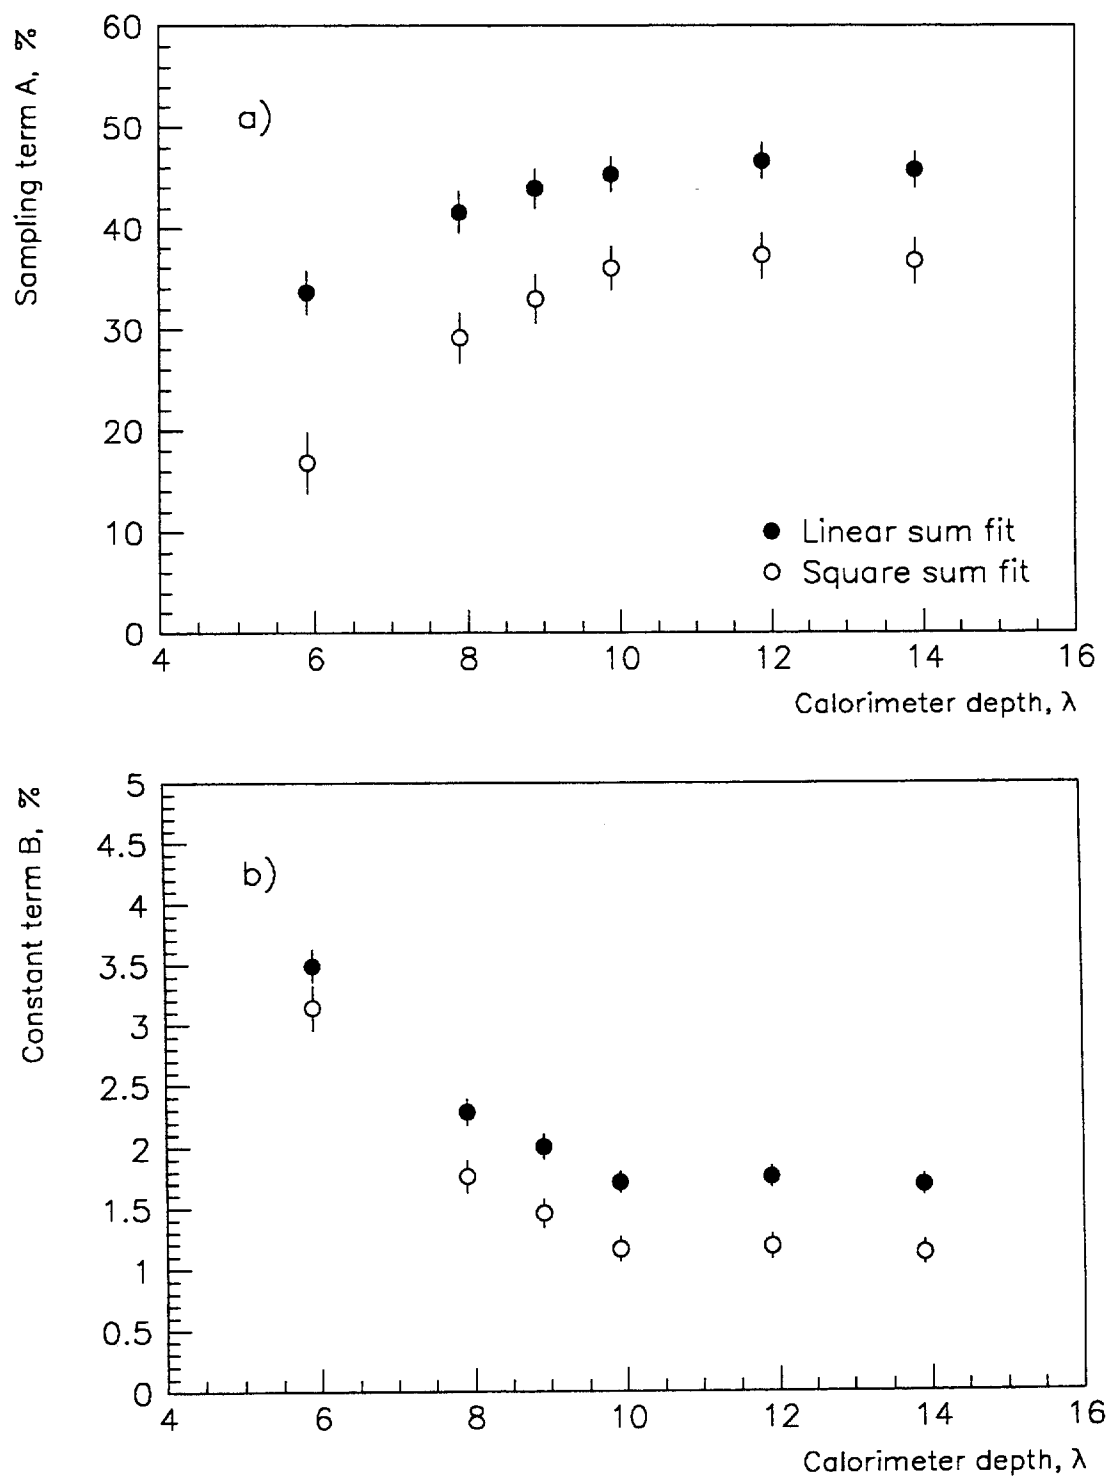 Sampling term A, %
60
50
40
30
20
10
0
a)
● Linear sum fit
○ Square sum fit
4 6 8 10 12 14 16
Calorimeter depth, λ
Constant term B, %
5
4.5
4
3.5
3
2.5
2
1.5
1
0.5
0
b)
4 6 8 10 12 14 16
Calorimeter depth, λ